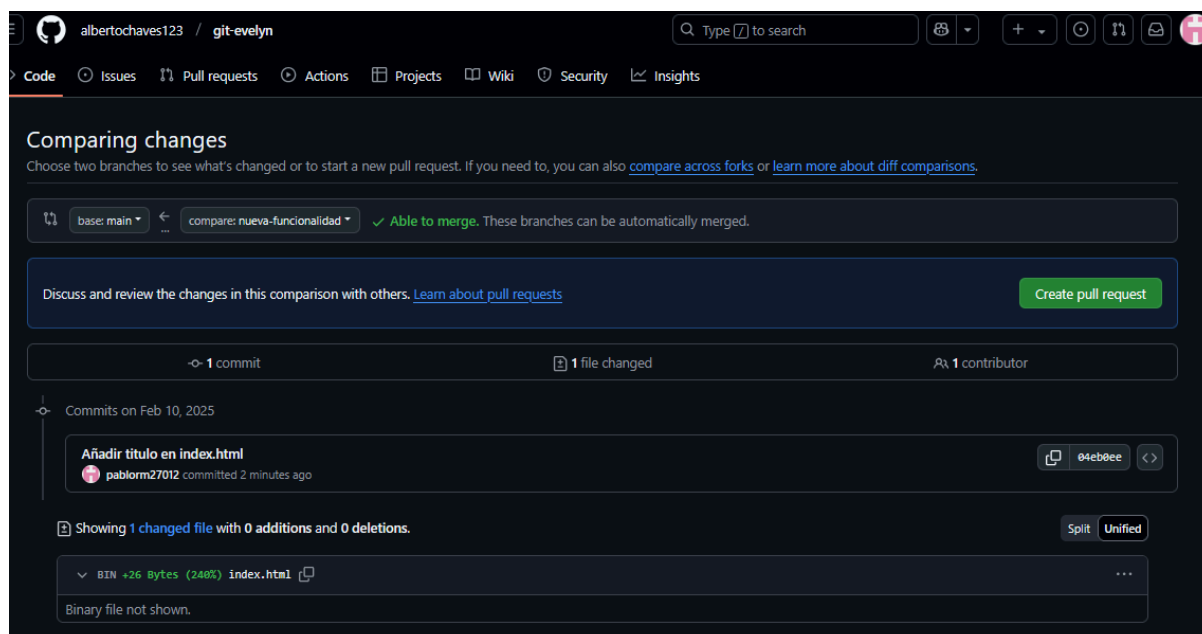 albertochaves123 / git-evelyn
Type / to search
Code Issues Pull requests Actions Projects Wiki Security Insights
Comparing changes
Choose two branches to see what's changed or to start a new pull request. If you need to, you can also compare across forks or learn more about diff comparisons.
base: main compare: nueva-funcionalidad Able to merge. These branches can be automatically merged.
Discuss and review the changes in this comparison with others. Learn about pull requests
Create pull request
1 commit 1 file changed 1 contributor
Commits on Feb 10, 2025
Añadir titulo en index.html
04eb0ee
pablorm27012 committed 2 minutes ago
Showing 1 changed file with 0 additions and 0 deletions.
Split Unified
BIN +26 Bytes (240%) index.html
Binary file not shown.